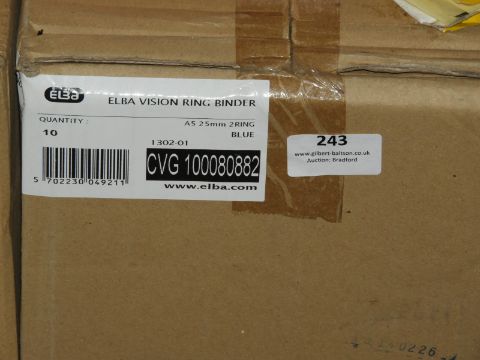 ELBA
ELBA VISION RING BINDER
QUANTITY :
A5 25mm 2RING
10
BLUE
1302-01
CVG 100080882
5 702230 049211
www.elba.com
243
www.gilbert-baitson.co.uk
Auction: Bradford